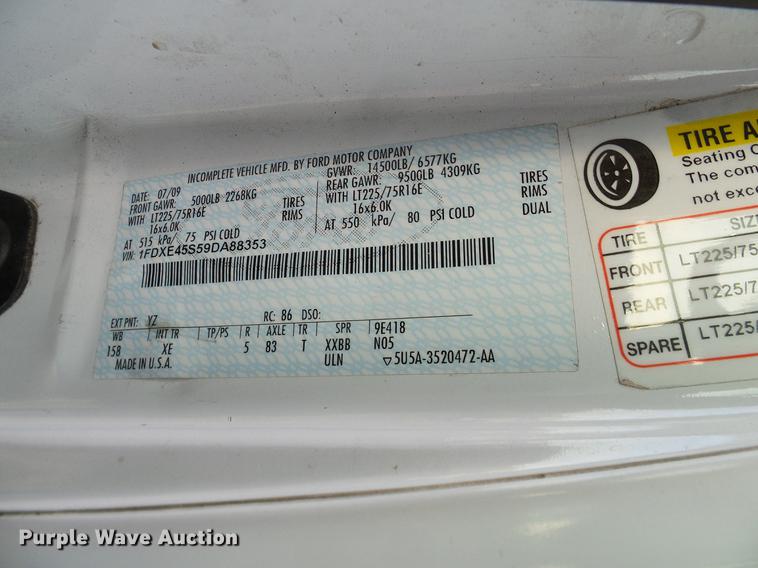 INCOMPLETE VEHICLE MFD. BY FORD MOTOR COMPANY
DATE: 07/09 GVWR: 14500LB/ 6577KG
FRONT GAWR: 5000LB 2268KG REAR GAWR: 9500LB 4309KG
WITH LT225/75R16E TIRES WITH LT225/75R16E TIRES
16x6.0K RIMS 16x6.0K RIMS
AT 515 kPa/ 75 PSI COLD AT 550 kPa/ 80 PSI COLD DUAL
VIN: 1FDXE45S59DA88353
EXT PNT: YZ RC: 86 DSO:
WB INT TR TP/PS R AXLE TR SPR 9E418
158 XE 5 83 T XXBB N05
MADE IN U.S.A. ULN ▽5U5A-3520472-AA
TIRE A
Seating C
The com
not exce
TIRE SIZ
FRONT LT225/75
REAR LT225/7
SPARE LT225/
Purple Wave Auction